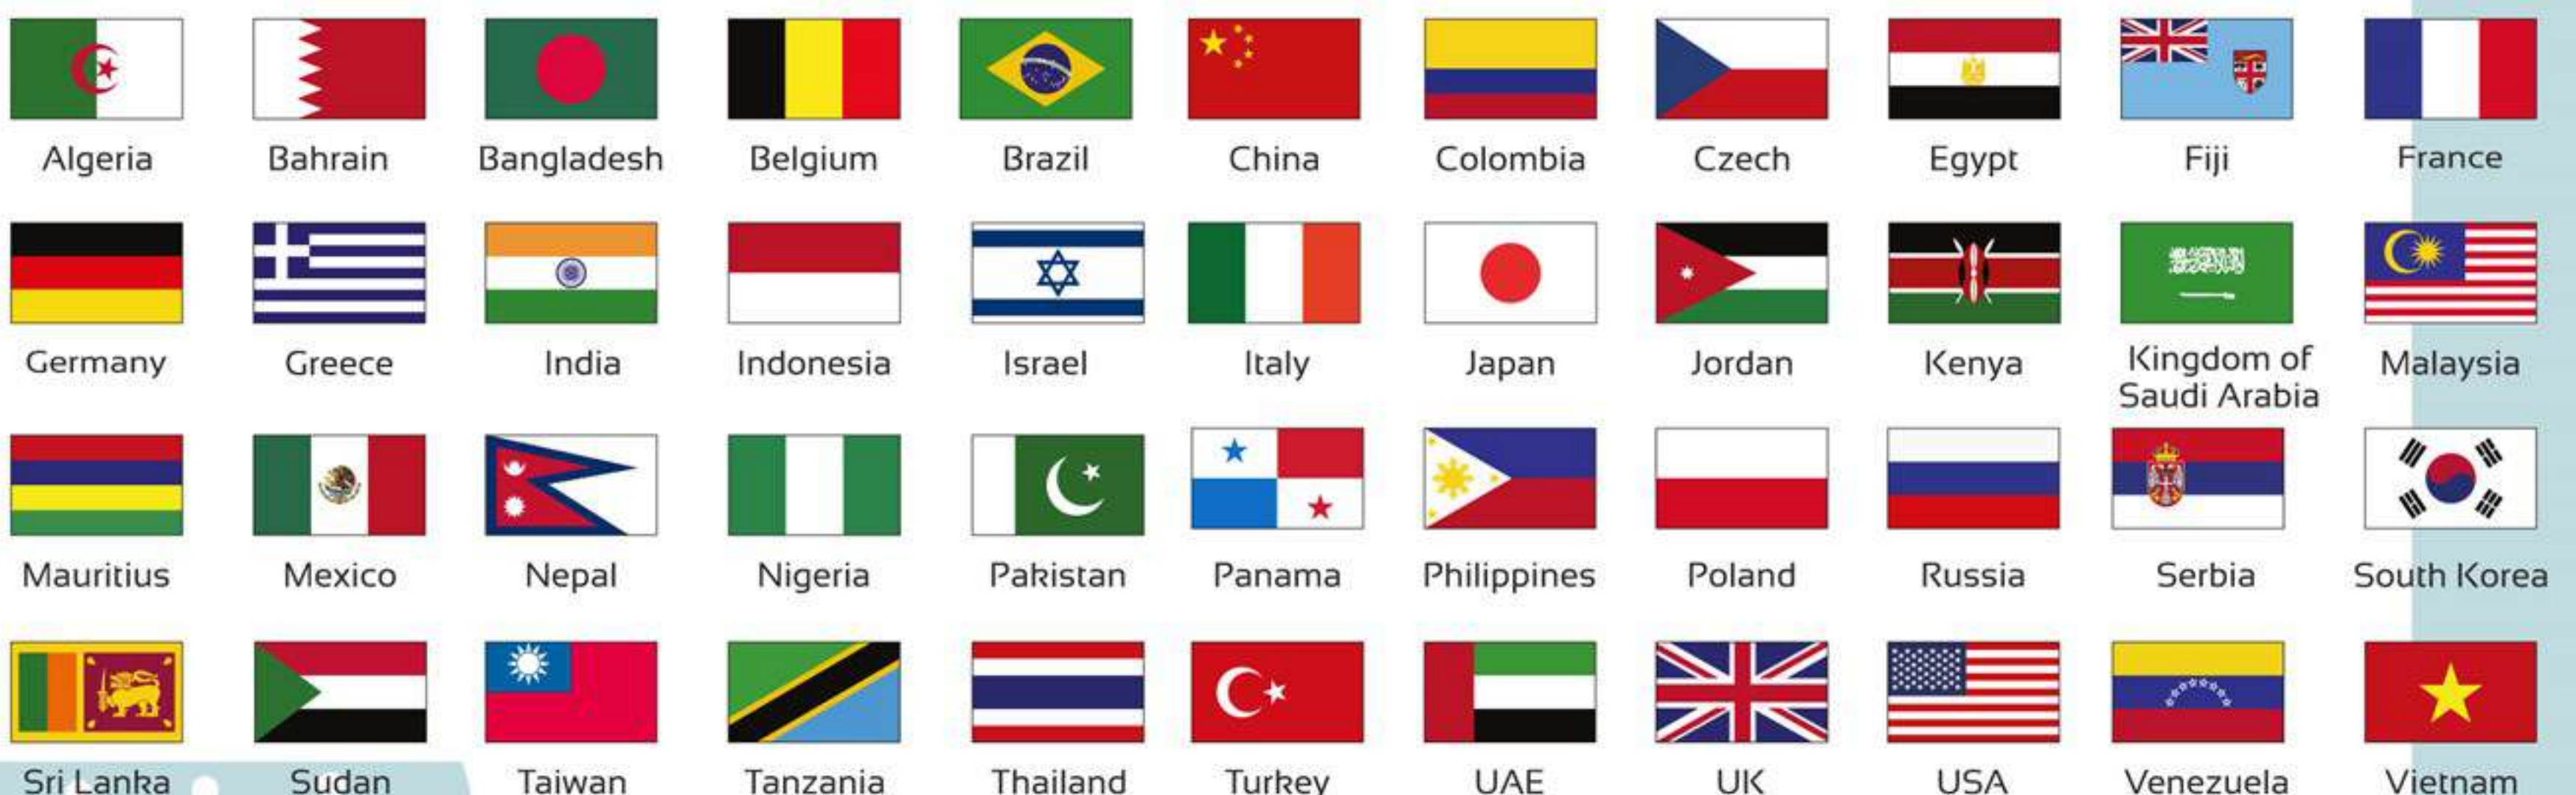 Algeria Bahrain Bangladesh Belgium Brazil China Colombia Czech Egypt Fiji France
Germany Greece India Indonesia Israel Italy Japan Jordan Kenya Kingdom of Saudi Arabia Malaysia
Mauritius Mexico Nepal Nigeria Pakistan Panama Philippines Poland Russia Serbia South Korea
Sri Lanka Sudan Taiwan Tanzania Thailand Turkey UAE UK USA Venezuela Vietnam